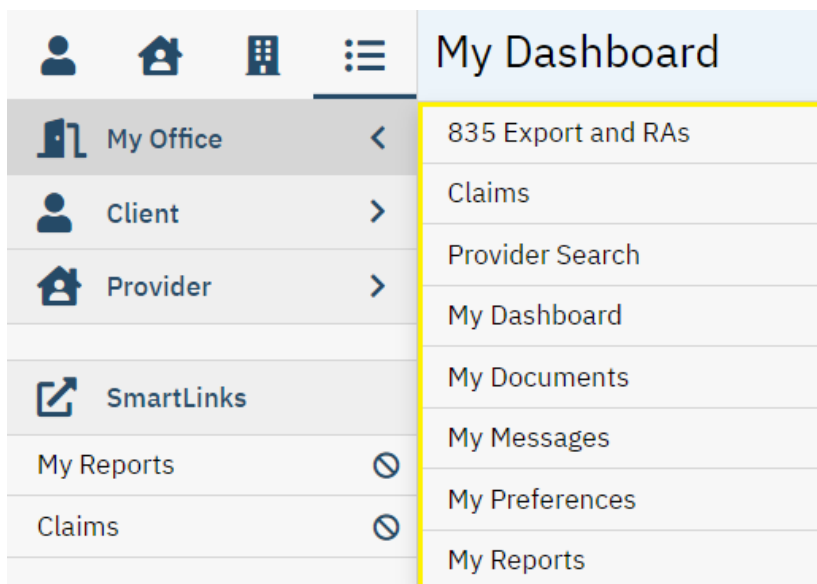 My Dashboard
My Office
Client
Provider
SmartLinks
My Reports
Claims
835 Export and RAs
Claims
Provider Search
My Dashboard
My Documents
My Messages
My Preferences
My Reports